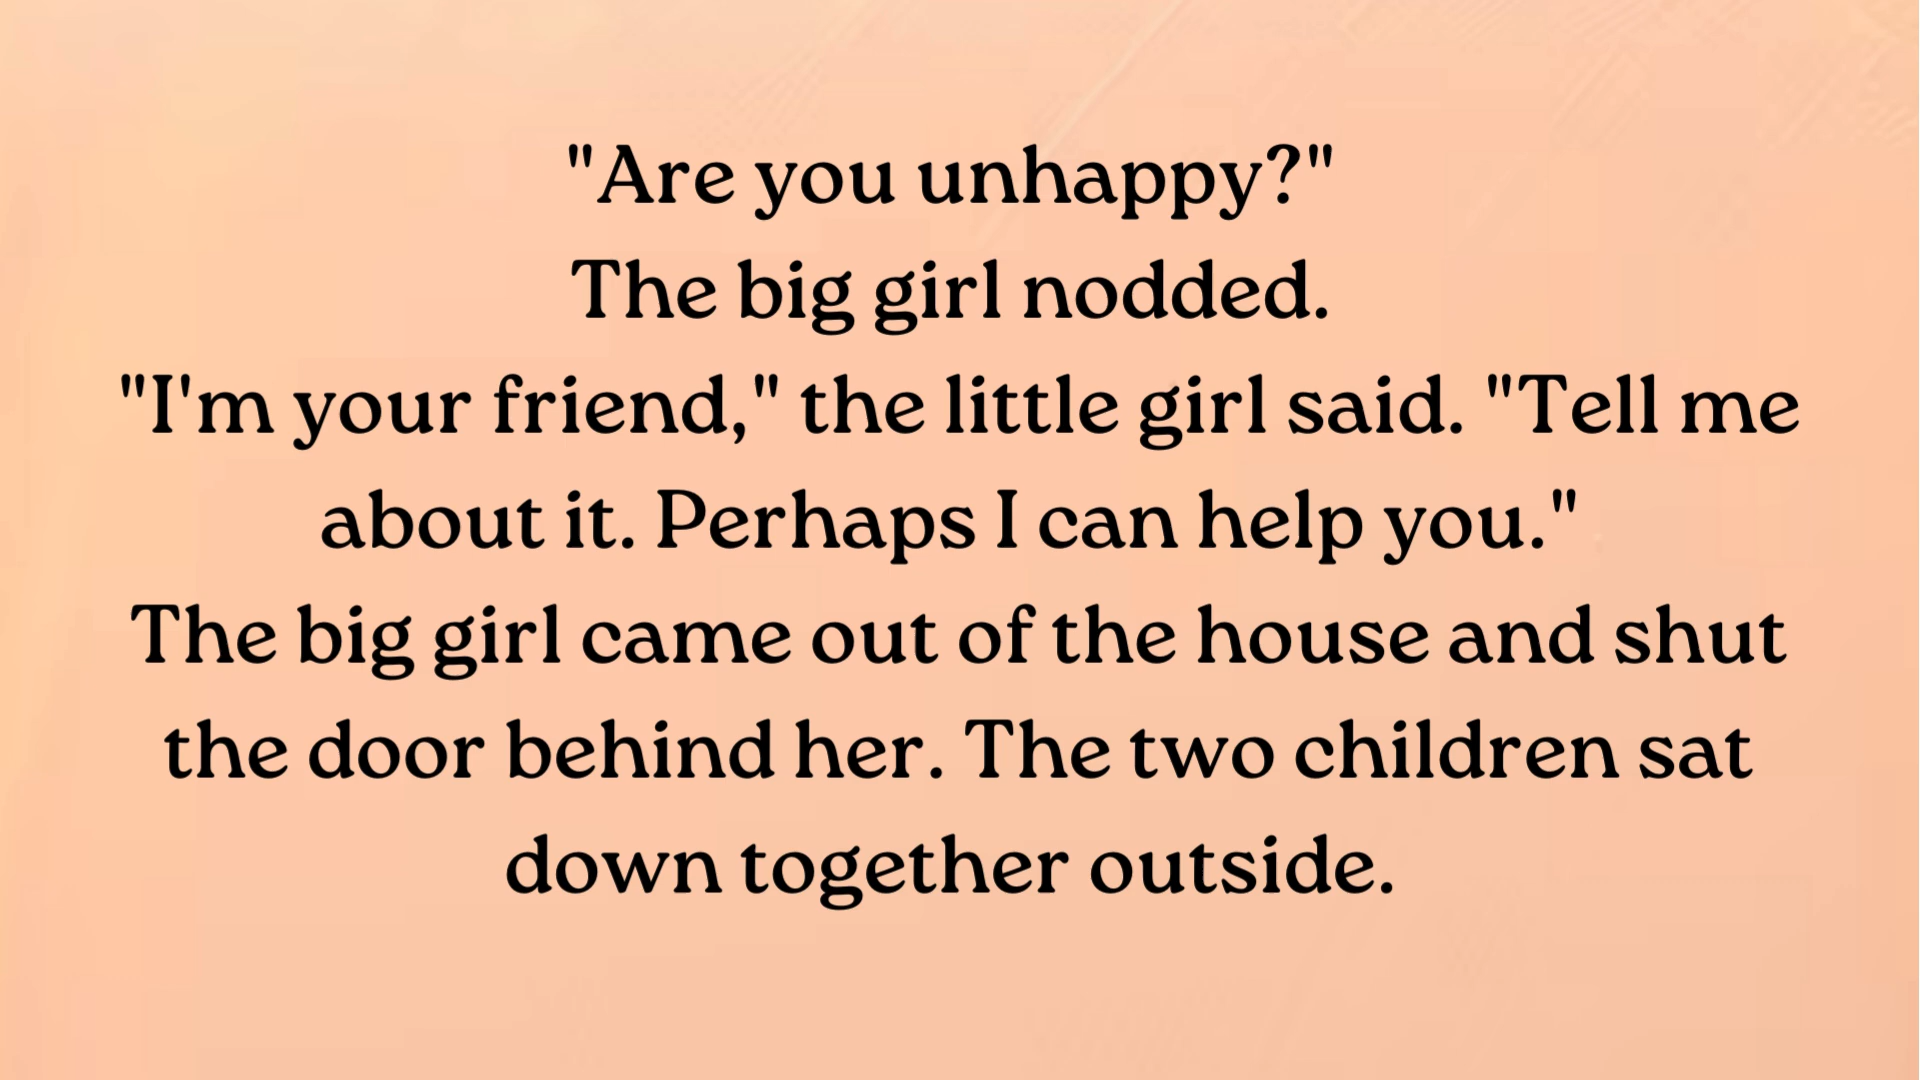 "Are you unhappy?"
The big girl nodded.
"I'm your friend," the little girl said. "Tell me
about it. Perhaps I can help you."
The big girl came out of the house and shut
the door behind her. The two children sat
down together outside.